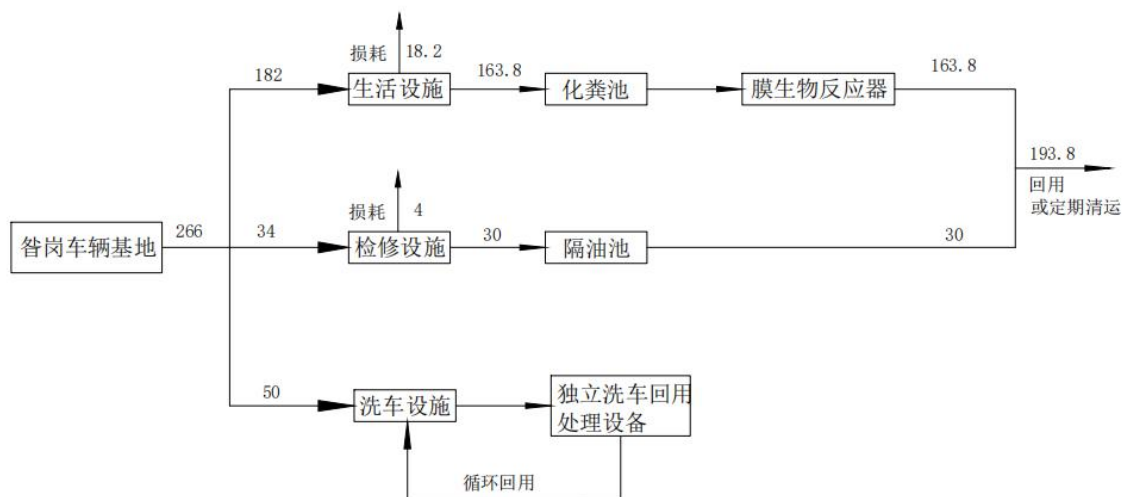 损耗 18.2
182
生活设施
163.8
化粪池
膜生物反应器
163.8
193.8
回用
或定期清运
损耗 4
昝岗车辆基地
266
34
检修设施
30
隔油池
30
50
洗车设施
独立洗车回用
处理设备
循环回用